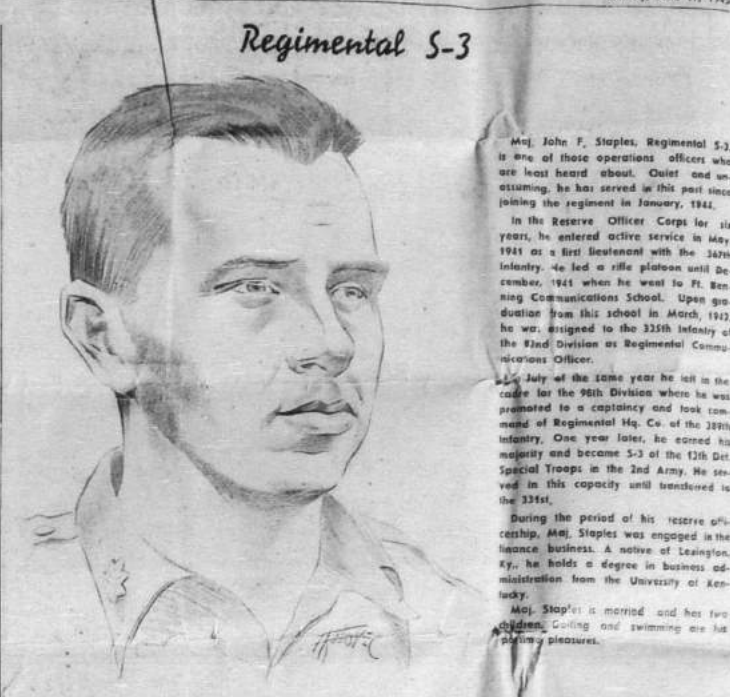 Regimental S-3
Maj. John F. Staples, Regimental S-3,
is one of those operations officers who
are least heard about. Quiet and un-
assuming, he has served in this post since
joining the regiment in January, 1944.
In the Reserve Officer Corps for six
years, he entered active service in May
1941 as a first lieutenant with the 367th
Infantry. He led a rifle platoon until De-
cember, 1941 when he went to Ft. Ben-
ning Communications School. Upon gra-
duation from this school in March, 1942,
he was assigned to the 325th Infantry of
the 82nd Division as Regimental Commu-
nications Officer.
July of the same year he left in the
cadre for the 98th Division where he was
promoted to a captaincy and took com-
mand of Regimental Hq. Co. of the 389th
Infantry. One year later, he earned his
majority and became S-3 of the 13th Det.
Special Troops in the 2nd Army. He ser-
ved in this capacity until transferred to
the 331st.
During the period of his reserve offi-
cership, Maj. Staples was engaged in the
finance business. A native of Lexington,
Ky., he holds a degree in business ad-
ministration from the University of Ken-
tucky.
Maj. Staples is married and has two
children. Golfing and swimming are his
pleasures.